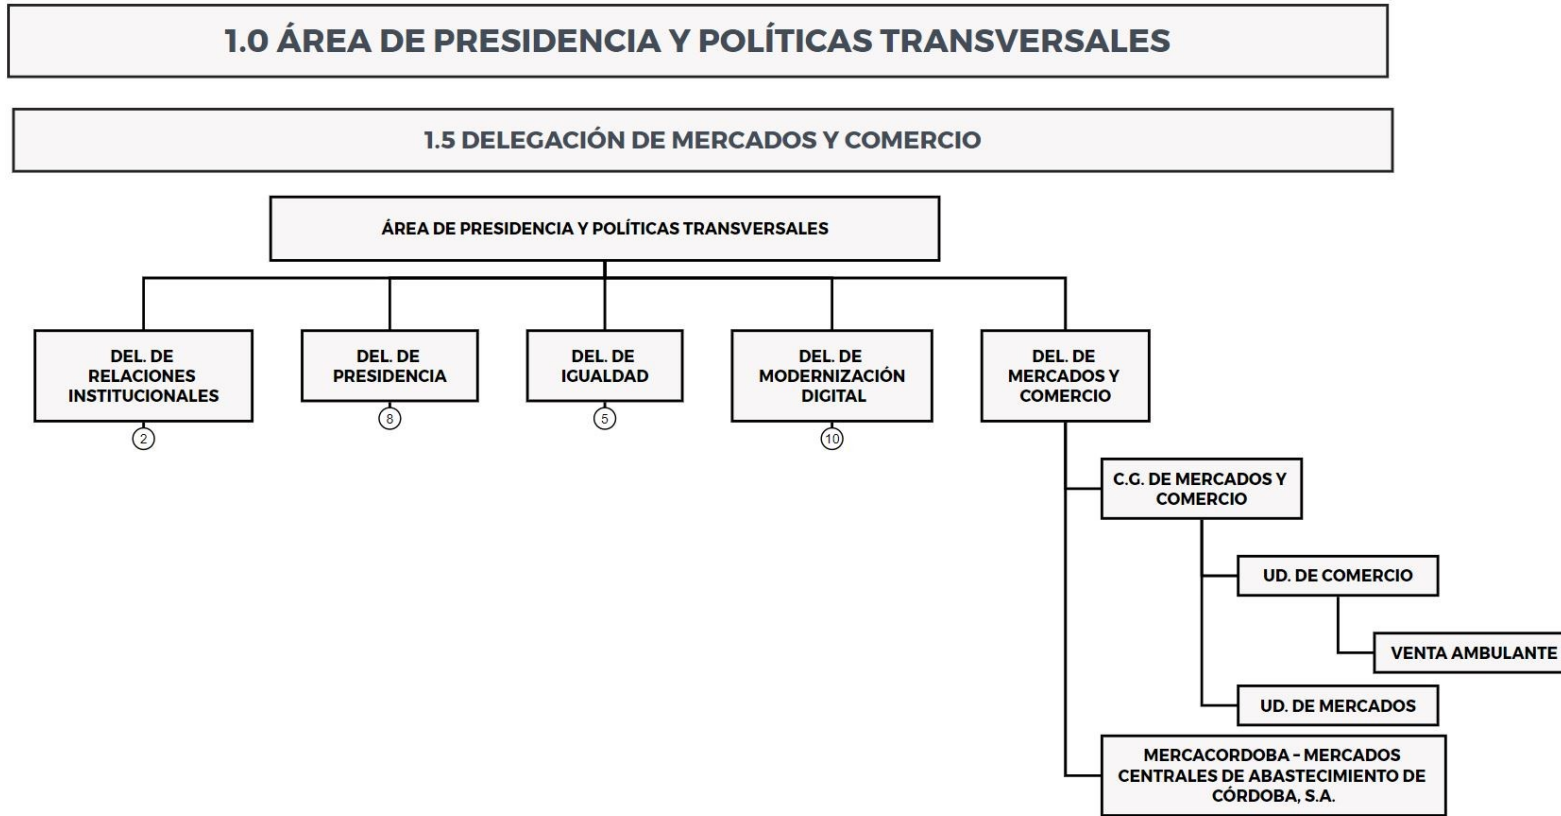 1.0 ÁREA DE PRESIDENCIA Y POLÍTICAS TRANSVERSALES
1.5 DELEGACIÓN DE MERCADOS Y COMERCIO
ÁREA DE PRESIDENCIA Y POLÍTICAS TRANSVERSALES
DEL. DE
RELACIONES
INSTITUCIONALES
2
DEL. DE
PRESIDENCIA
8
DEL. DE
IGUALDAD
5
DEL. DE
MODERNIZACIÓN
DIGITAL
10
DEL. DE
MERCADOS Y
COMERCIO
C.G. DE MERCADOS Y
COMERCIO
UD. DE COMERCIO
VENTA AMBULANTE
UD. DE MERCADOS
MERCACORDOBA – MERCADOS
CENTRALES DE ABASTECIMIENTO DE
CÓRDOBA, S.A.